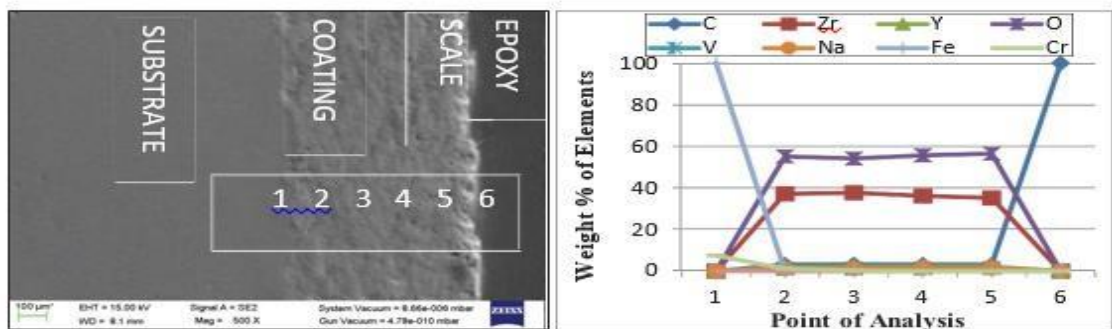 SUBSTRATE
COATING
SCALE
EPOXY
1 2 3 4 5 6
100 µm*
EHT = 15.00 kV
WD = 8.1 mm
Signal A = SE2
Mag = 500 X
System Vacuum = 6.66e-006 mbar
Gun Vacuum = 4.78e-010 mbar
ZEISS
C Zr Y O
V Na Fe Cr
Weight % of Elements
100
80
60
40
20
0
1 2 3 4 5 6
Point of Analysis